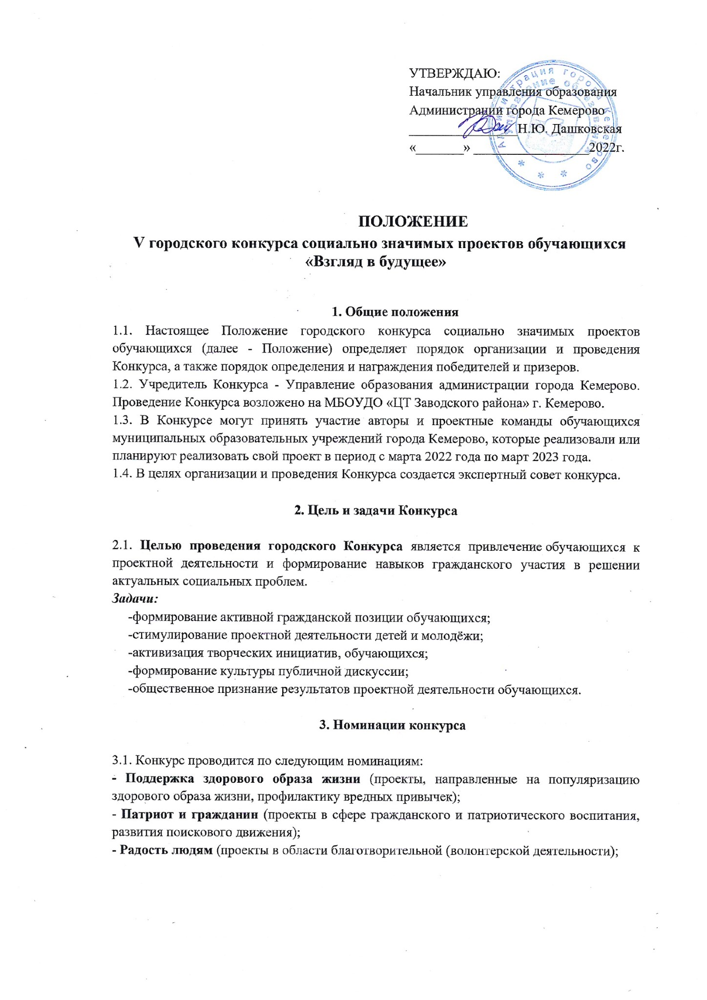 УТВЕРЖДАЮ:
Начальник управления образования
Администрации города Кемерово
________________Н.Ю. Дашковская
«_______» _________________2022г.
Администрация города Кемерово
управление образования
* * *
ПОЛОЖЕНИЕ
V городского конкурса социально значимых проектов обучающихся
«Взгляд в будущее»
1. Общие положения
1.1. Настоящее Положение городского конкурса социально значимых проектов
обучающихся (далее - Положение) определяет порядок организации и проведения
Конкурса, а также порядок определения и награждения победителей и призеров.
1.2. Учредитель Конкурса - Управление образования администрации города Кемерово.
Проведение Конкурса возложено на МБОУДО «ЦТ Заводского района» г. Кемерово.
1.3. В Конкурсе могут принять участие авторы и проектные команды обучающихся
муниципальных образовательных учреждений города Кемерово, которые реализовали или
планируют реализовать свой проект в период с марта 2022 года по март 2023 года.
1.4. В целях организации и проведения Конкурса создается экспертный совет конкурса.
2. Цель и задачи Конкурса
2.1. Целью проведения городского Конкурса является привлечение обучающихся к
проектной деятельности и формирование навыков гражданского участия в решении
актуальных социальных проблем.
Задачи:
-формирование активной гражданской позиции обучающихся;
-стимулирование проектной деятельности детей и молодёжи;
-активизация творческих инициатив, обучающихся;
-формирование культуры публичной дискуссии;
-общественное признание результатов проектной деятельности обучающихся.
3. Номинации конкурса
3.1. Конкурс проводится по следующим номинациям:
- Поддержка здорового образа жизни (проекты, направленные на популяризацию
здорового образа жизни, профилактику вредных привычек);
- Патриот и гражданин (проекты в сфере гражданского и патриотического воспитания,
развития поискового движения);
- Радость людям (проекты в области благотворительной (волонтерской деятельности);